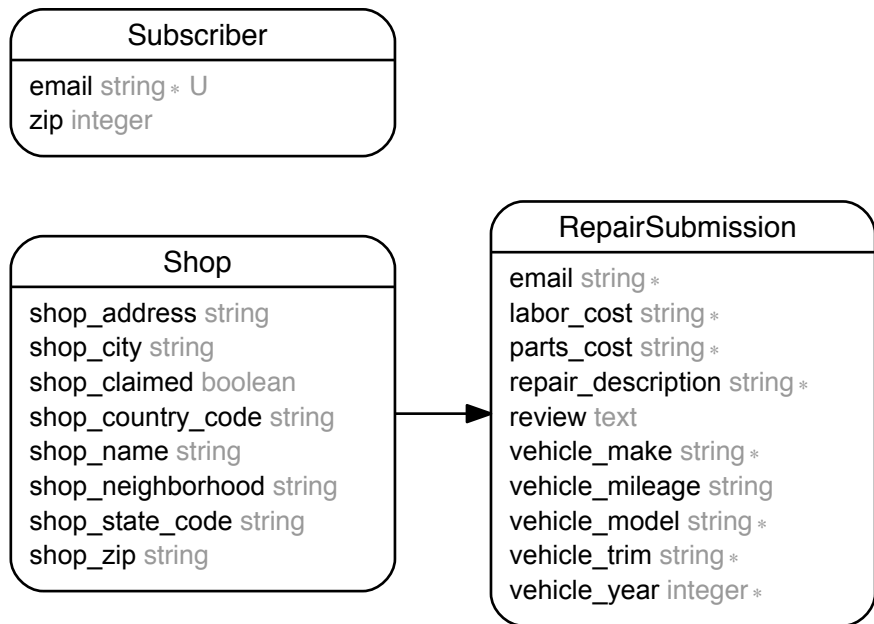 Subscriber
email string * U
zip integer
Shop
shop_address string
shop_city string
shop_claimed boolean
shop_country_code string
shop_name string
shop_neighborhood string
shop_state_code string
shop_zip string
RepairSubmission
email string *
labor_cost string *
parts_cost string *
repair_description string *
review text
vehicle_make string *
vehicle_mileage string
vehicle_model string *
vehicle_trim string *
vehicle_year integer *